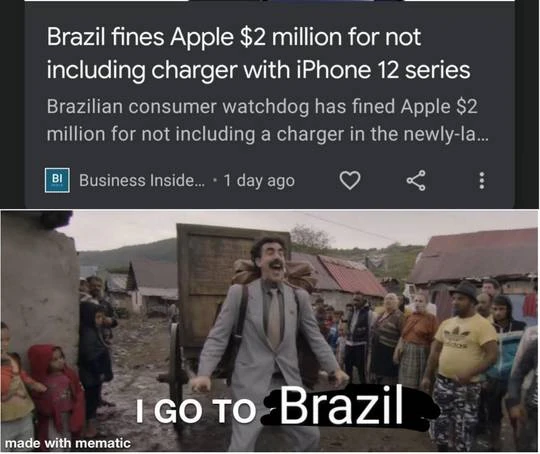 Brazil fines Apple $2 million for not
including charger with iPhone 12 series
Brazilian consumer watchdog has fined Apple $2
million for not including a charger in the newly-la...
BI
Business Inside... • 1 day ago
adidas
I GO TO Brazil
made with mematic